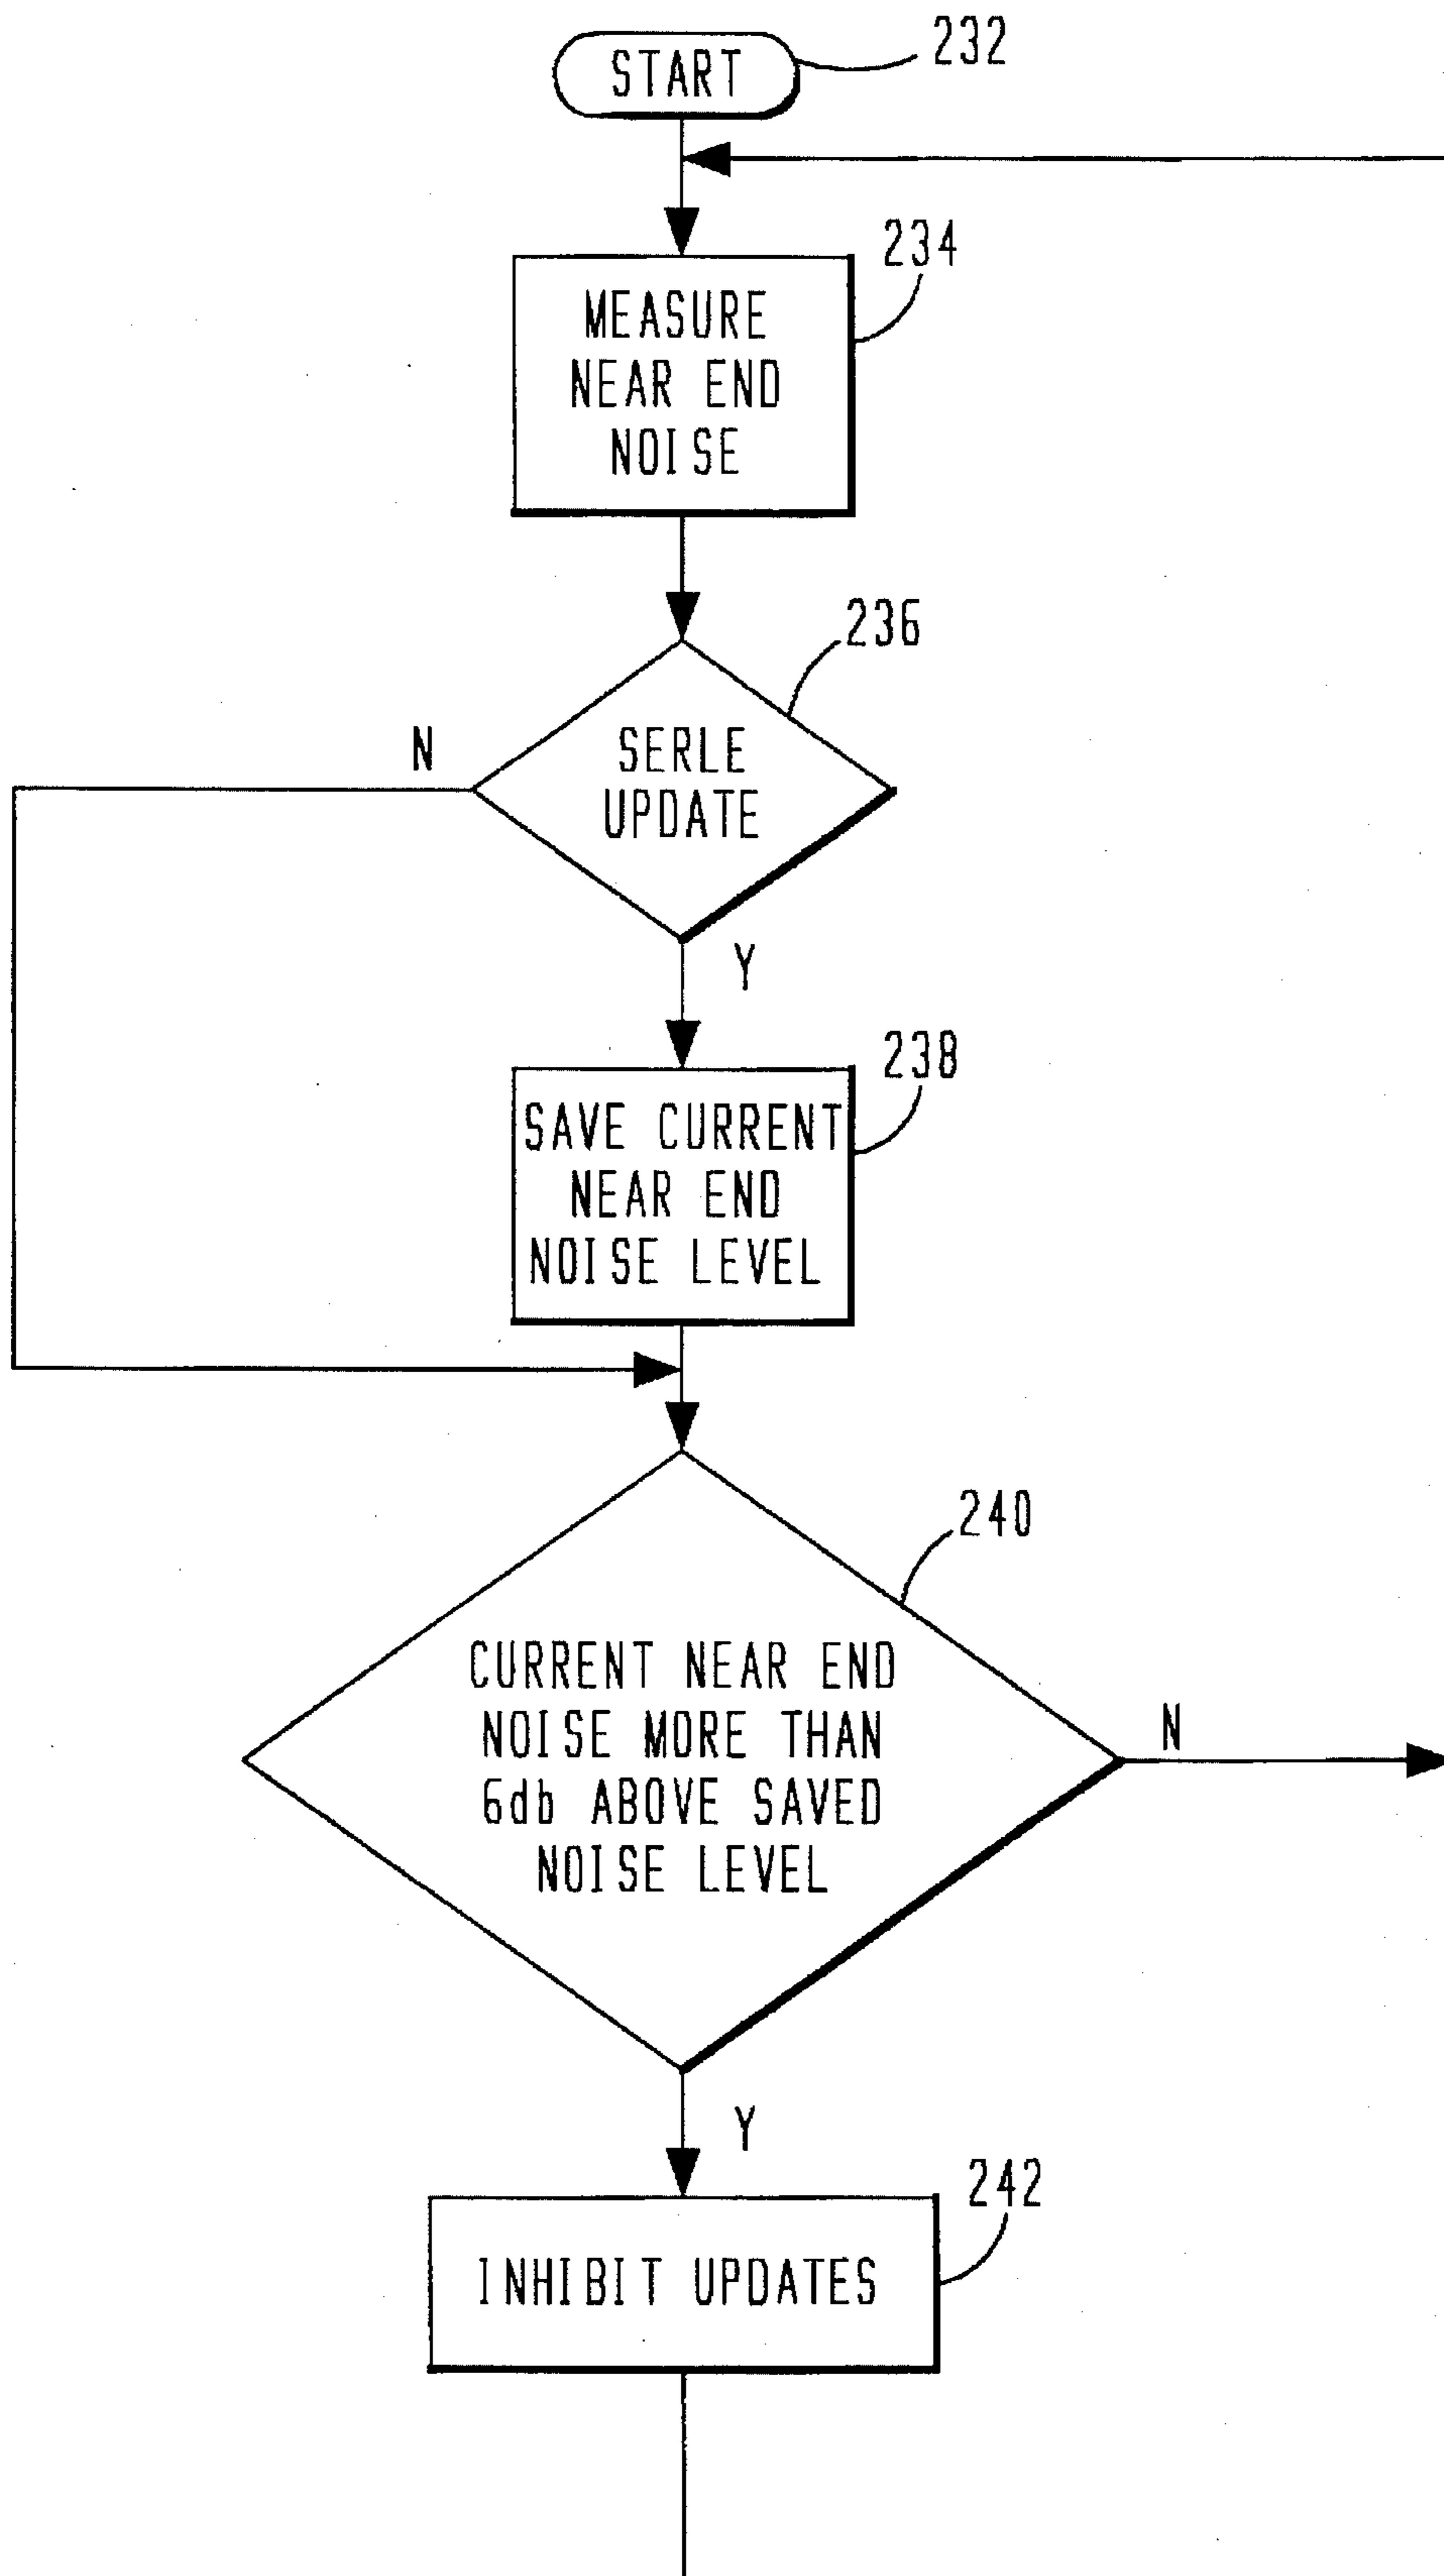 START
232
234
MEASURE
NEAR END
NOISE
236
N
SERLE
UPDATE
Y
238
SAVE CURRENT
NEAR END
NOISE LEVEL
240
CURRENT NEAR END
NOISE MORE THAN
6db ABOVE SAVED
NOISE LEVEL
N
Y
242
INHIBIT UPDATES